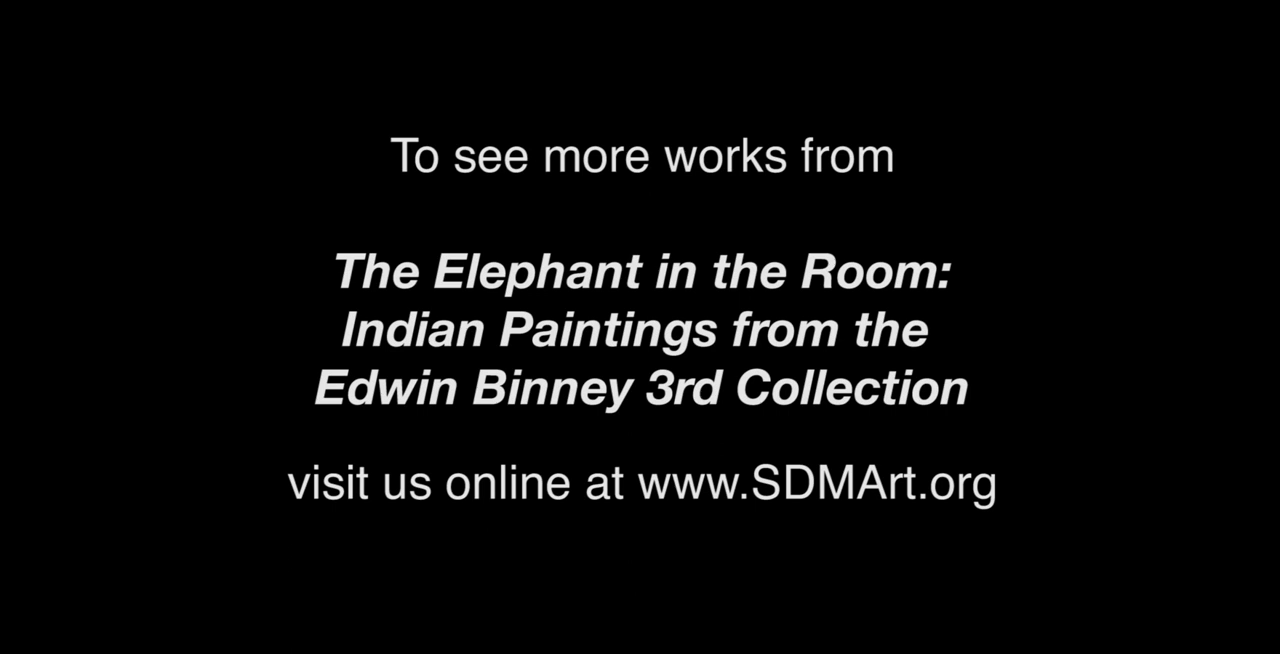 To see more works from
The Elephant in the Room:
Indian Paintings from the
Edwin Binney 3rd Collection
visit us online at www.SDMArt.org